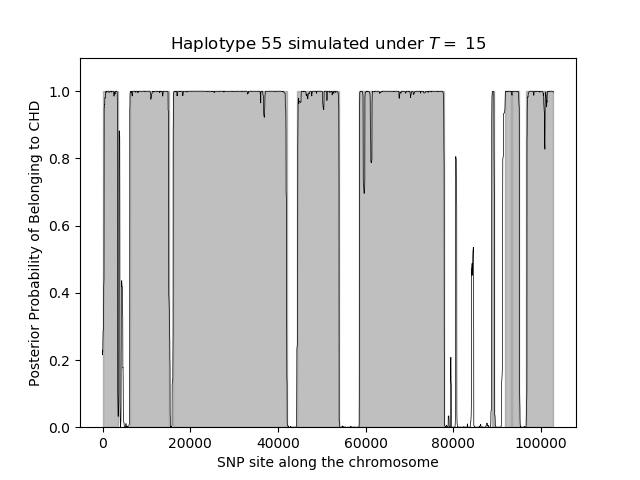 Haplotype 55 simulated under T = 15
Posterior Probability of Belonging to CHD
1.0
0.8
0.6
0.4
0.2
0.0
0 20000 40000 60000 80000 100000
SNP site along the chromosome